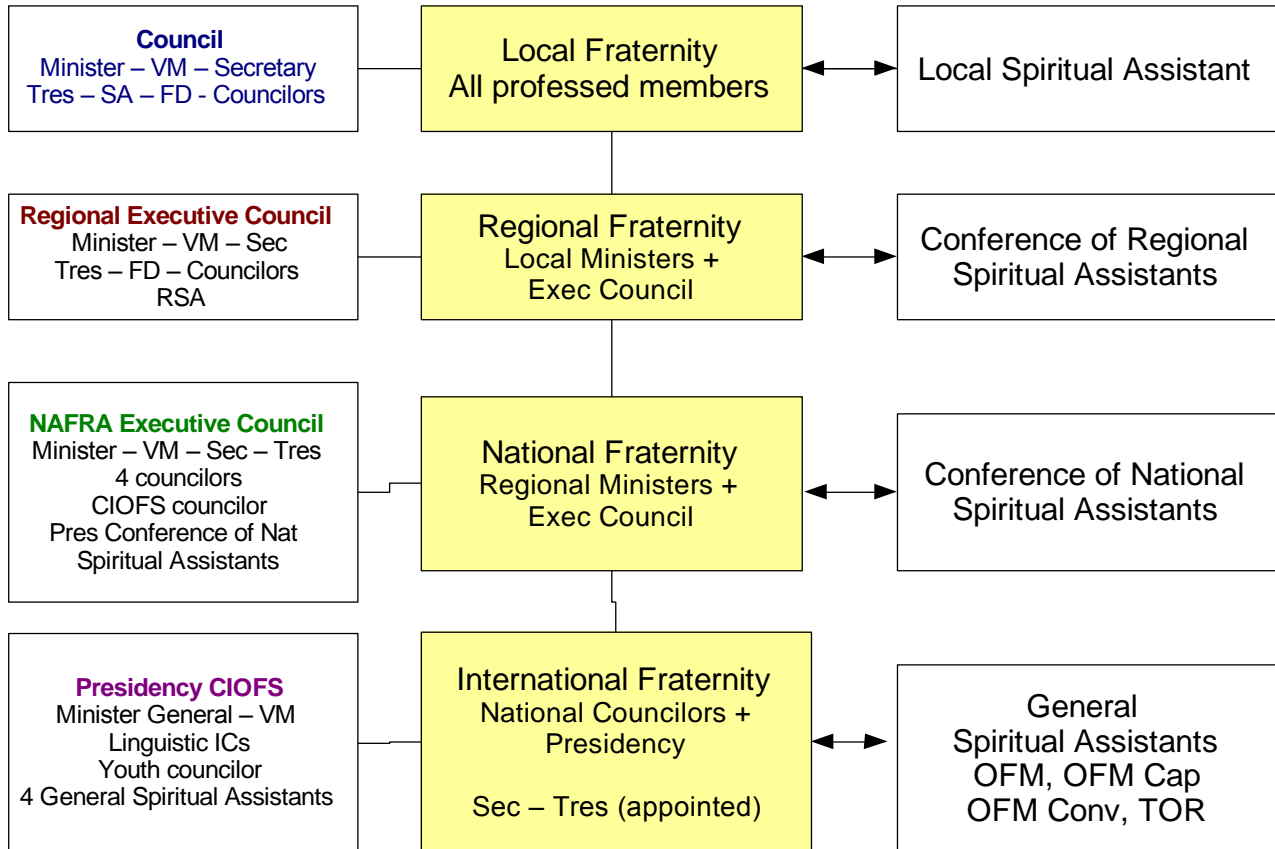 Council
Minister – VM – Secretary
Tres – SA – FD - Councilors
Local Fraternity
All professed members
Local Spiritual Assistant
Regional Executive Council
Minister – VM – Sec
Tres – FD – Councilors
RSA
Regional Fraternity
Local Ministers +
Exec Council
Conference of Regional
Spiritual Assistants
NAFRA Executive Council
Minister – VM – Sec – Tres
4 councilors
CIOFS councilor
Pres Conference of Nat
Spiritual Assistants
National Fraternity
Regional Ministers +
Exec Council
Conference of National
Spiritual Assistants
Presidency CIOFS
Minister General – VM
Linguistic ICs
Youth councilor
4 General Spiritual Assistants
International Fraternity
National Councilors +
Presidency
Sec – Tres (appointed)
General
Spiritual Assistants
OFM, OFM Cap
OFM Conv, TOR